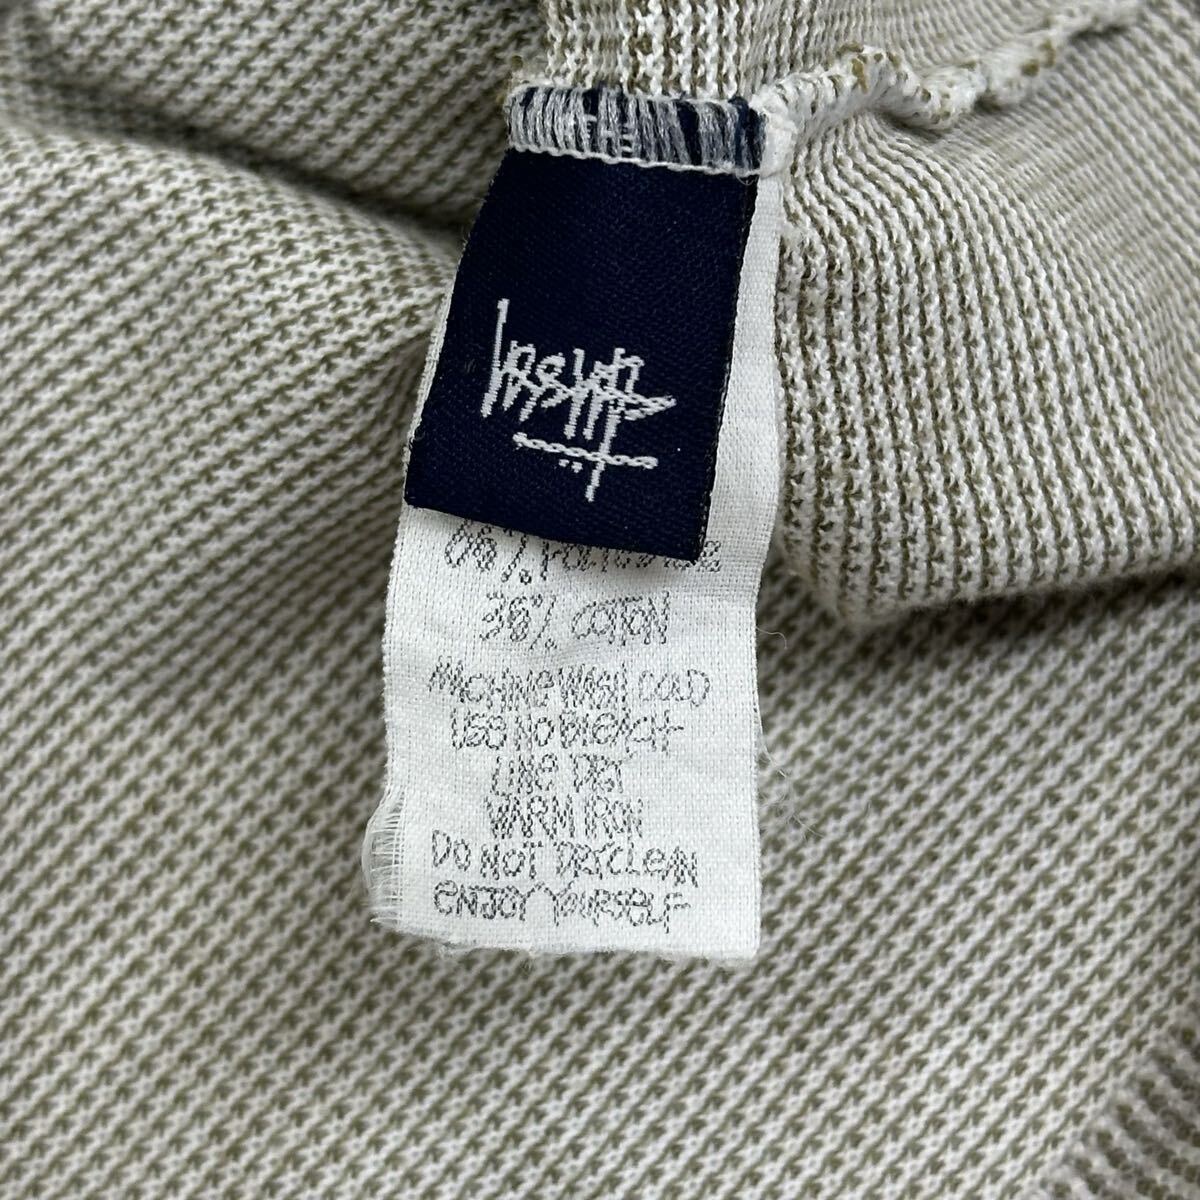 36% COTTON
MACHINE WASH COLD
USE NO BLEACH
LINE DRY
WARM IRON
DO NOT DRYCLEAN
ENJOY YOURSELF